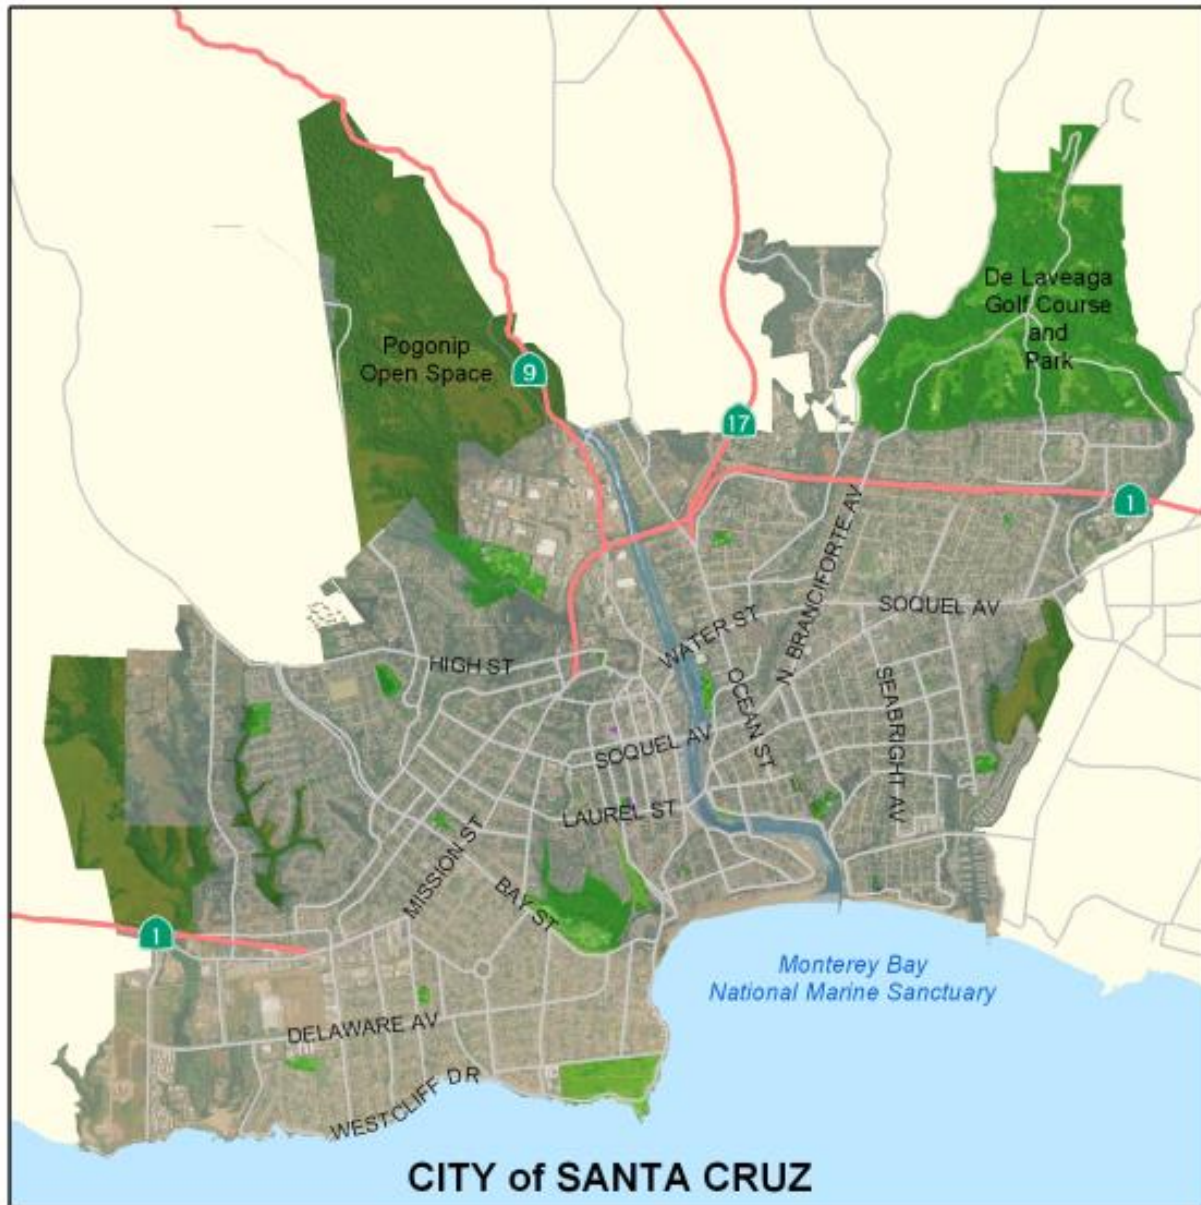 De Laveaga
Golf Course
and
Park
Pogonip
Open Space
9
17
1
N. BRANCIFORTE AV
SOQUEL AV
WATER ST
HIGH ST
OCEAN ST
SEABRIGHT AV
SOQUEL AV
LAUREL ST
MISSION ST
BAY ST
1
Monterey Bay
National Marine Sanctuary
DELAWARE AV
WEST CLIFF DR
CITY of SANTA CRUZ